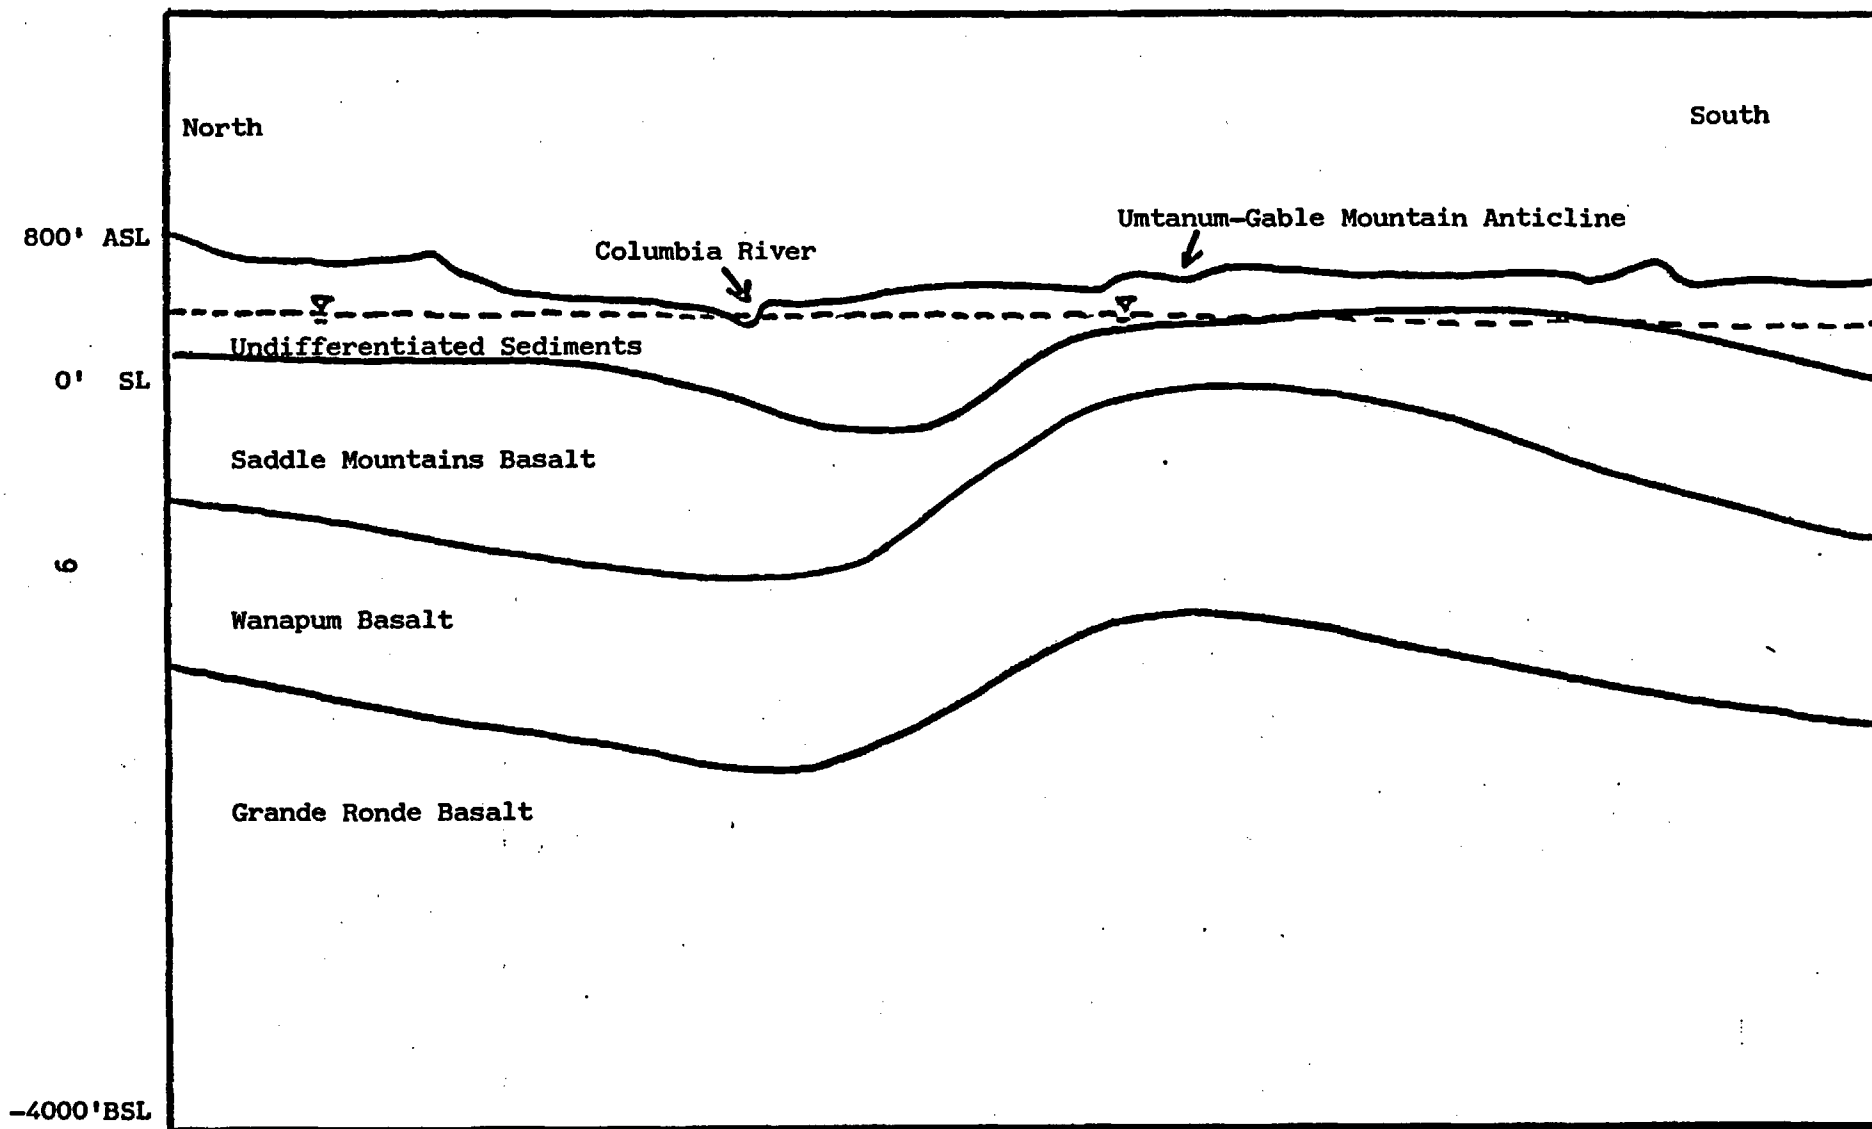 North
South
800' ASL
Umtanum-Gable Mountain Anticline
Columbia River
Undifferentiated Sediments
0' SL
Saddle Mountains Basalt
9
Wanapum Basalt
Grande Ronde Basalt
-4000'BSL